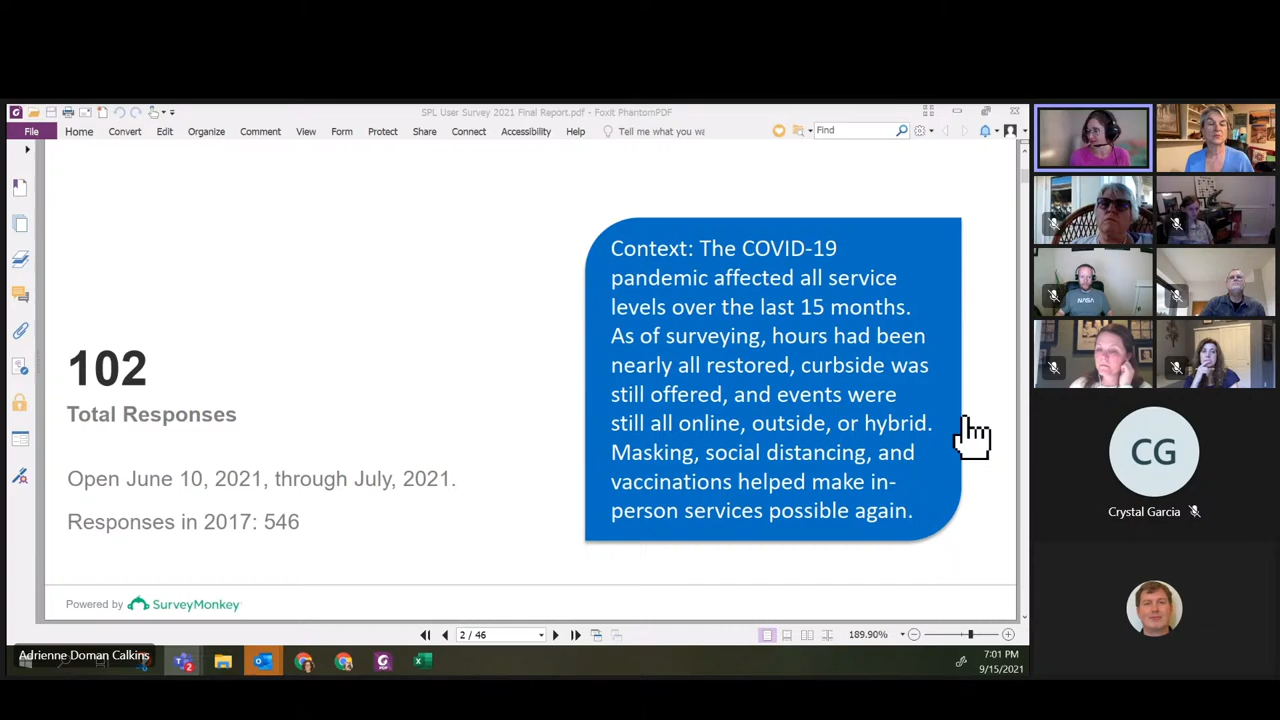 SPL User Survey 2021 Final Report.pdf - Foxit PhantomPDF
File Home Convert Edit Organize Comment View Form Protect Share Connect Accessibility Help Tell me what you wa Find
102
Total Responses
Open June 10, 2021, through July, 2021.
Responses in 2017: 546
Context: The COVID-19
pandemic affected all service
levels over the last 15 months.
As of surveying, hours had been
nearly all restored, curbside was
still offered, and events were
still all online, outside, or hybrid.
Masking, social distancing, and
vaccinations helped make in-
person services possible again.
Powered by SurveyMonkey
2 / 46
189.90%
Adrienne Doman Calkins
7:01 PM
9/15/2021
NASA
CG
Crystal Garcia